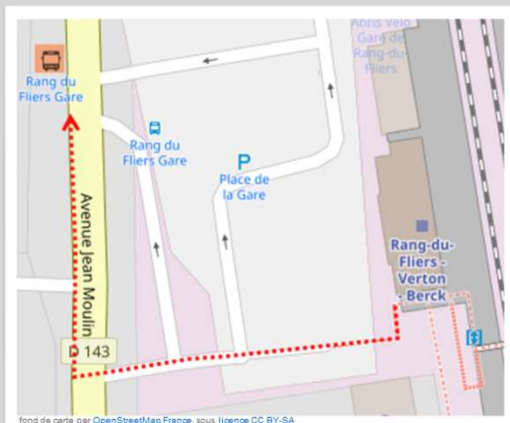 Abris Vélo
Gare de
Rang-du-
Fliers
Rang du
Fliers Gare
Rang du
Fliers Gare
P
Place de
la Gare
Avenue Jean Moulin
Rang-du-
Fliers -
Verton
- Berck
D 143
fond de carte par OpenStreetMap France, sous licence CC BY-SA